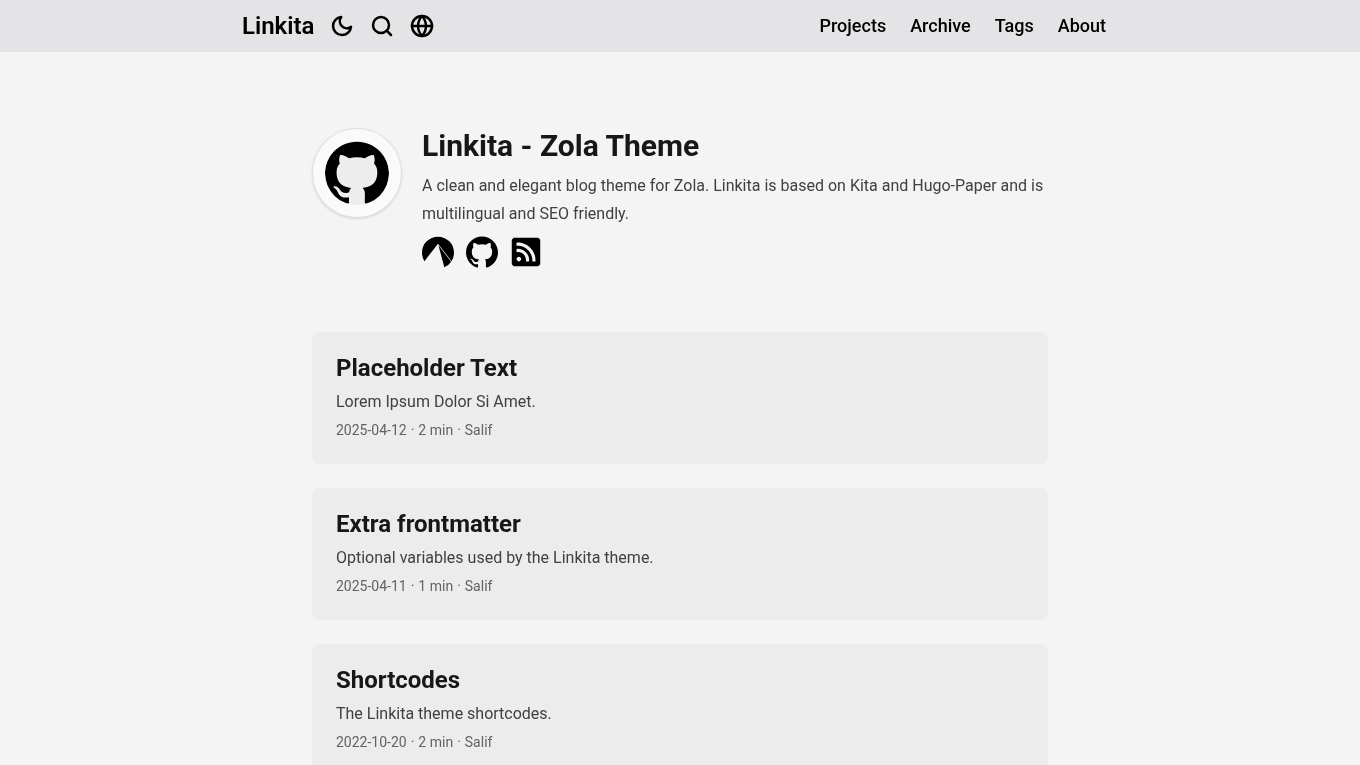 Linkita
Projects
Archive
Tags
About
Linkita - Zola Theme
A clean and elegant blog theme for Zola. Linkita is based on Kita and Hugo-Paper and is
multilingual and SEO friendly.
Placeholder Text
Lorem Ipsum Dolor Si Amet.
2025-04-12 · 2 min · Salif
Extra frontmatter
Optional variables used by the Linkita theme.
2025-04-11 · 1 min · Salif
Shortcodes
The Linkita theme shortcodes.
2022-10-20 · 2 min · Salif